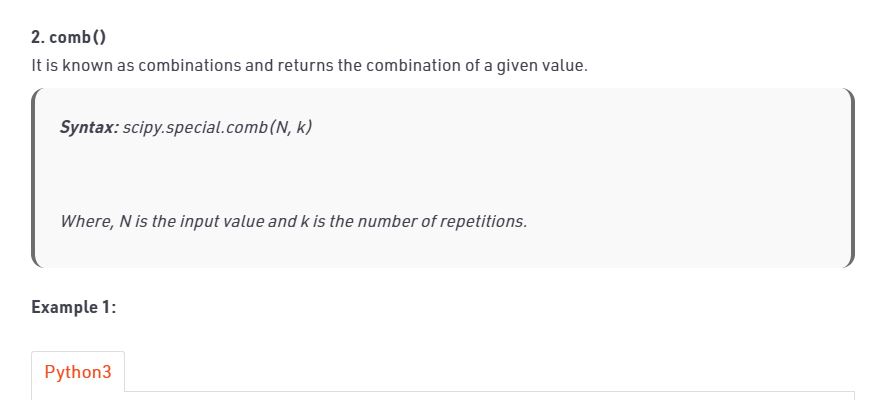 2. comb()
It is known as combinations and returns the combination of a given value.
Syntax: scipy.special.comb(N, k)
Where, N is the input value and k is the number of repetitions.
Example 1:
Python3